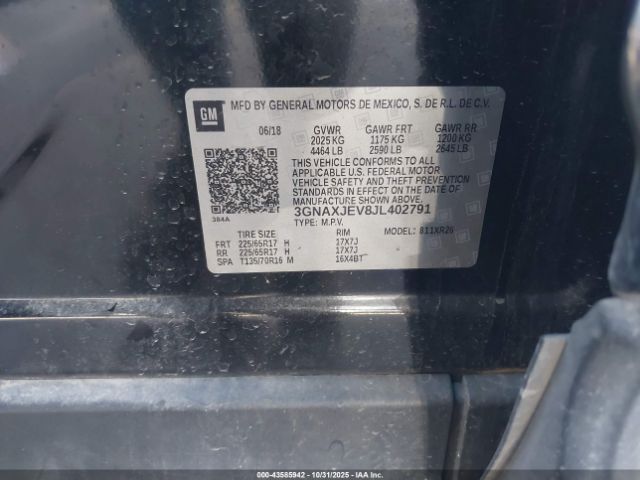 GM
MFD BY GENERAL MOTORS DE MEXICO, S. DE R.L. DE C.V.
06/18 GVWR GAWR FRT GAWR RR
2025 KG 1175 KG 1200 KG
4464 LB 2590 LB 2645 LB
THIS VEHICLE CONFORMS TO ALL
APPLICABLE U.S. FEDERAL MOTOR
VEHICLE SAFETY AND THEFT
PREVENTION STANDARDS IN
EFFECT ON THE DATE OF
MANUFACTURE SHOWN ABOVE.
384A
3GNAXJEV8JL402791
TYPE: M.P.V. MODEL: 811XR26
TIRE SIZE RIM
FRT 225/65R17 H 17X7J
RR 225/65R17 H 17X7J
SPA T135/70R16 M 16X4BT
000-43585942 - 10/31/2025 - IAAI.com